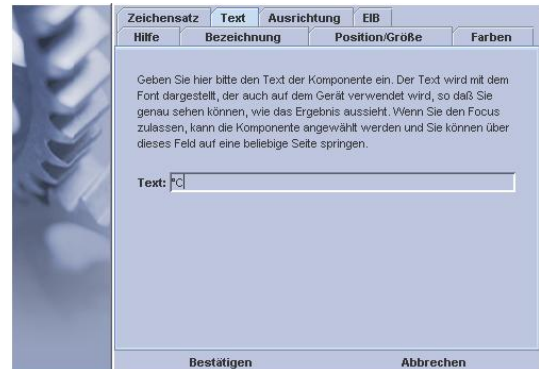 Zeichensatz Text Ausrichtung EIB
Hilfe Bezeichnung Position/Größe Farben
Geben Sie hier bitte den Text der Komponente ein. Der Text wird mit dem
Font dargestellt, der auch auf dem Gerät verwendet wird, so daß Sie
genau sehen können, wie das Ergebnis aussieht. Wenn Sie den Focus
zulassen, kann die Komponente angewählt werden und Sie können über
dieses Feld auf eine beliebige Seite springen.
Text: °C
Bestätigen Abbrechen